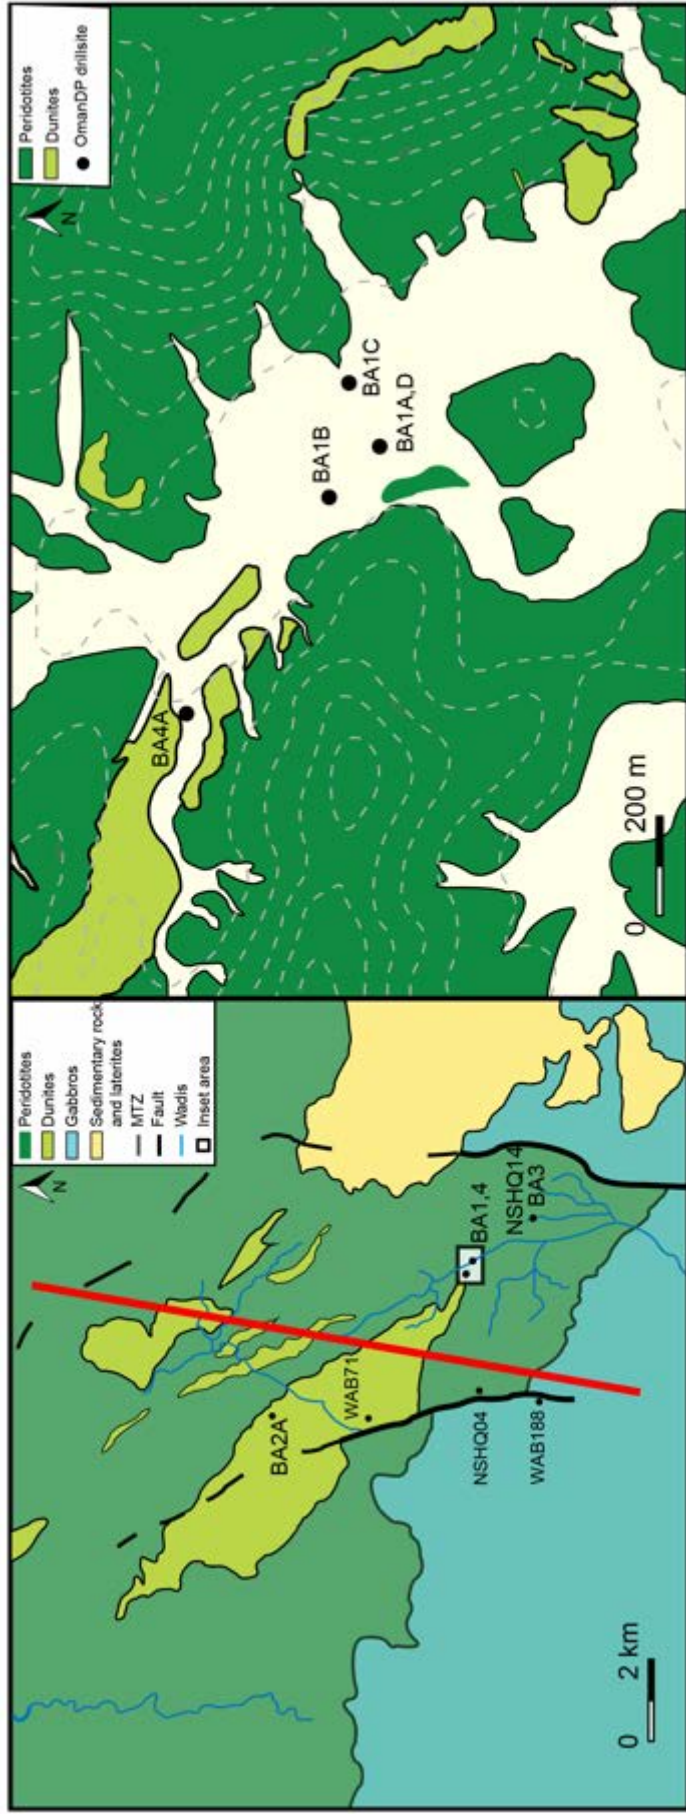 Peridotites
Dunites
Gabbros
Sedimentary rock
and laterites
MTZ
Fault
Wadis
Inset area
N
BA2A
WAB71
NSHQ04
WAB188
BA1,4
NSHQ14
BA3
0 2 km
Peridotites
Dunites
OmanDP drillsite
N
BA4A
BA1B
BA1C
BA1A,D
0 200 m